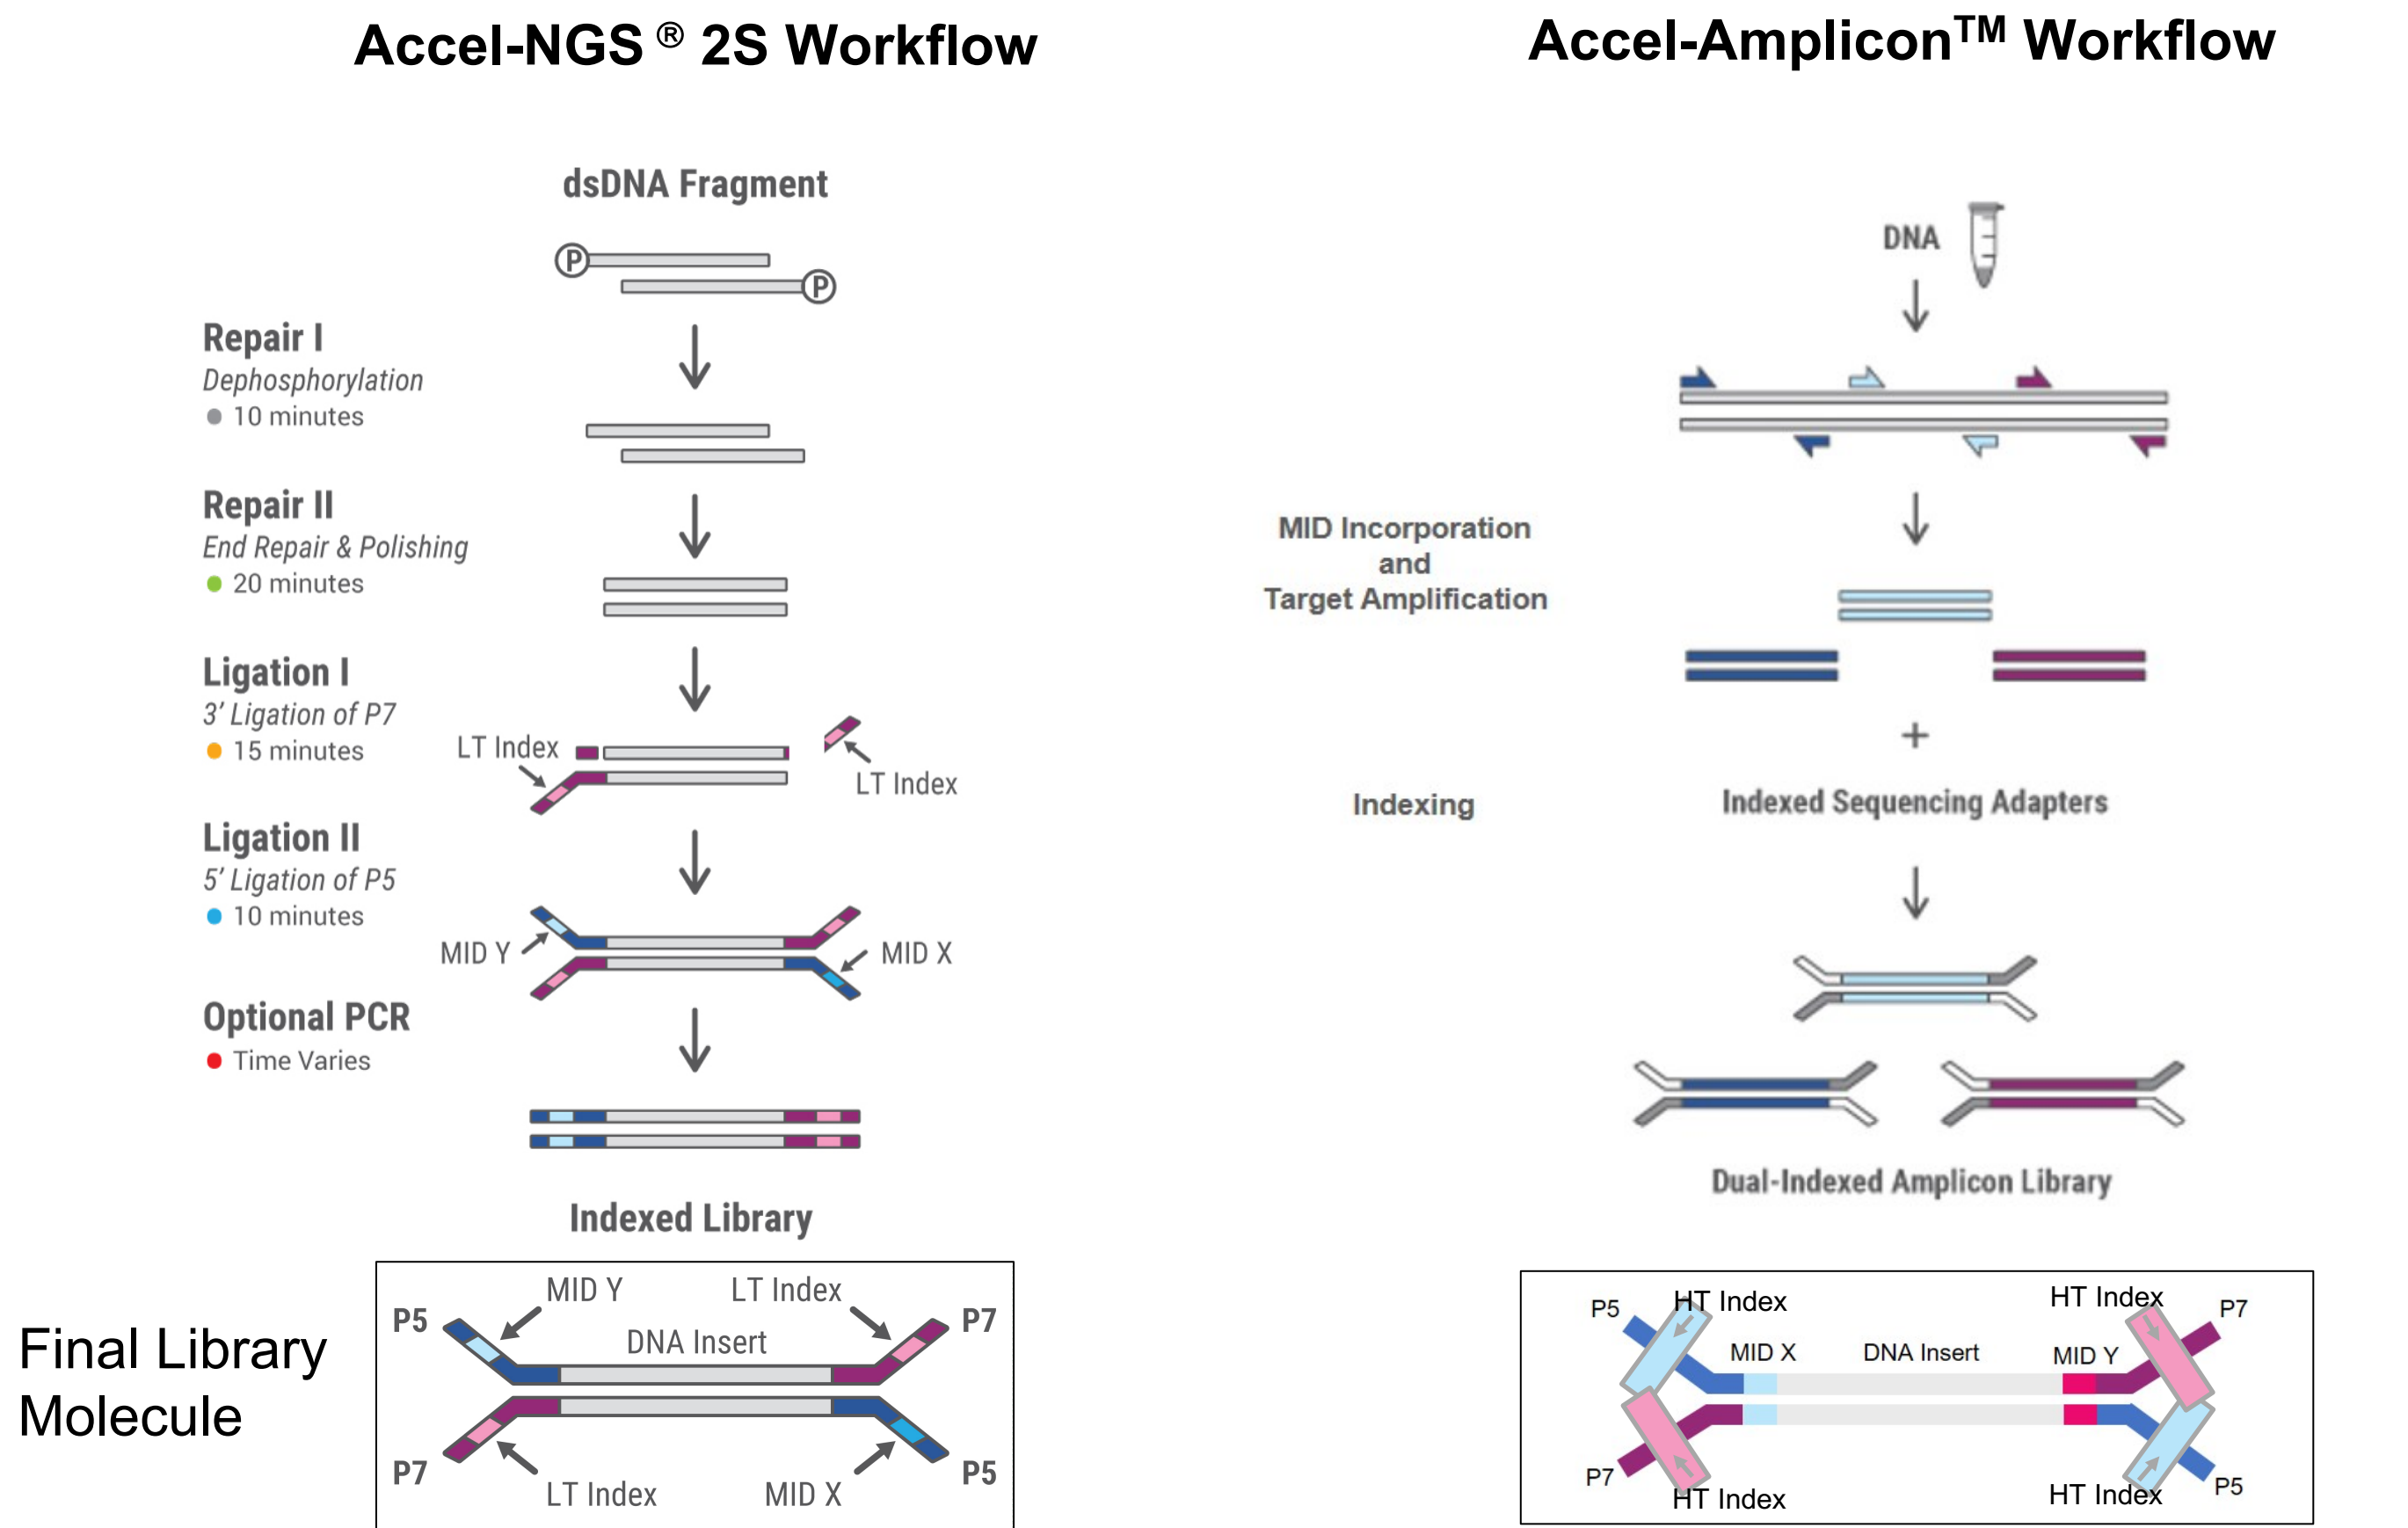 Accel-NGS ® 2S Workflow
dsDNA Fragment
P
P
Repair I
Dephosphorylation
10 minutes
Repair II
End Repair & Polishing
20 minutes
Ligation I
3’ Ligation of P7
15 minutes
LT Index
LT Index
Ligation II
5’ Ligation of P5
10 minutes
MID Y
MID X
Optional PCR
Time Varies
Indexed Library
Final Library
Molecule
MID Y
LT Index
P5
P7
DNA Insert
P7
P5
LT Index
MID X
Accel-Amplicon™ Workflow
DNA
MID Incorporation
and
Target Amplification
+
Indexing
Indexed Sequencing Adapters
Dual-Indexed Amplicon Library
P5
HT Index
HT Index
P7
MID X
DNA Insert
MID Y
P7
HT Index
HT Index
P5